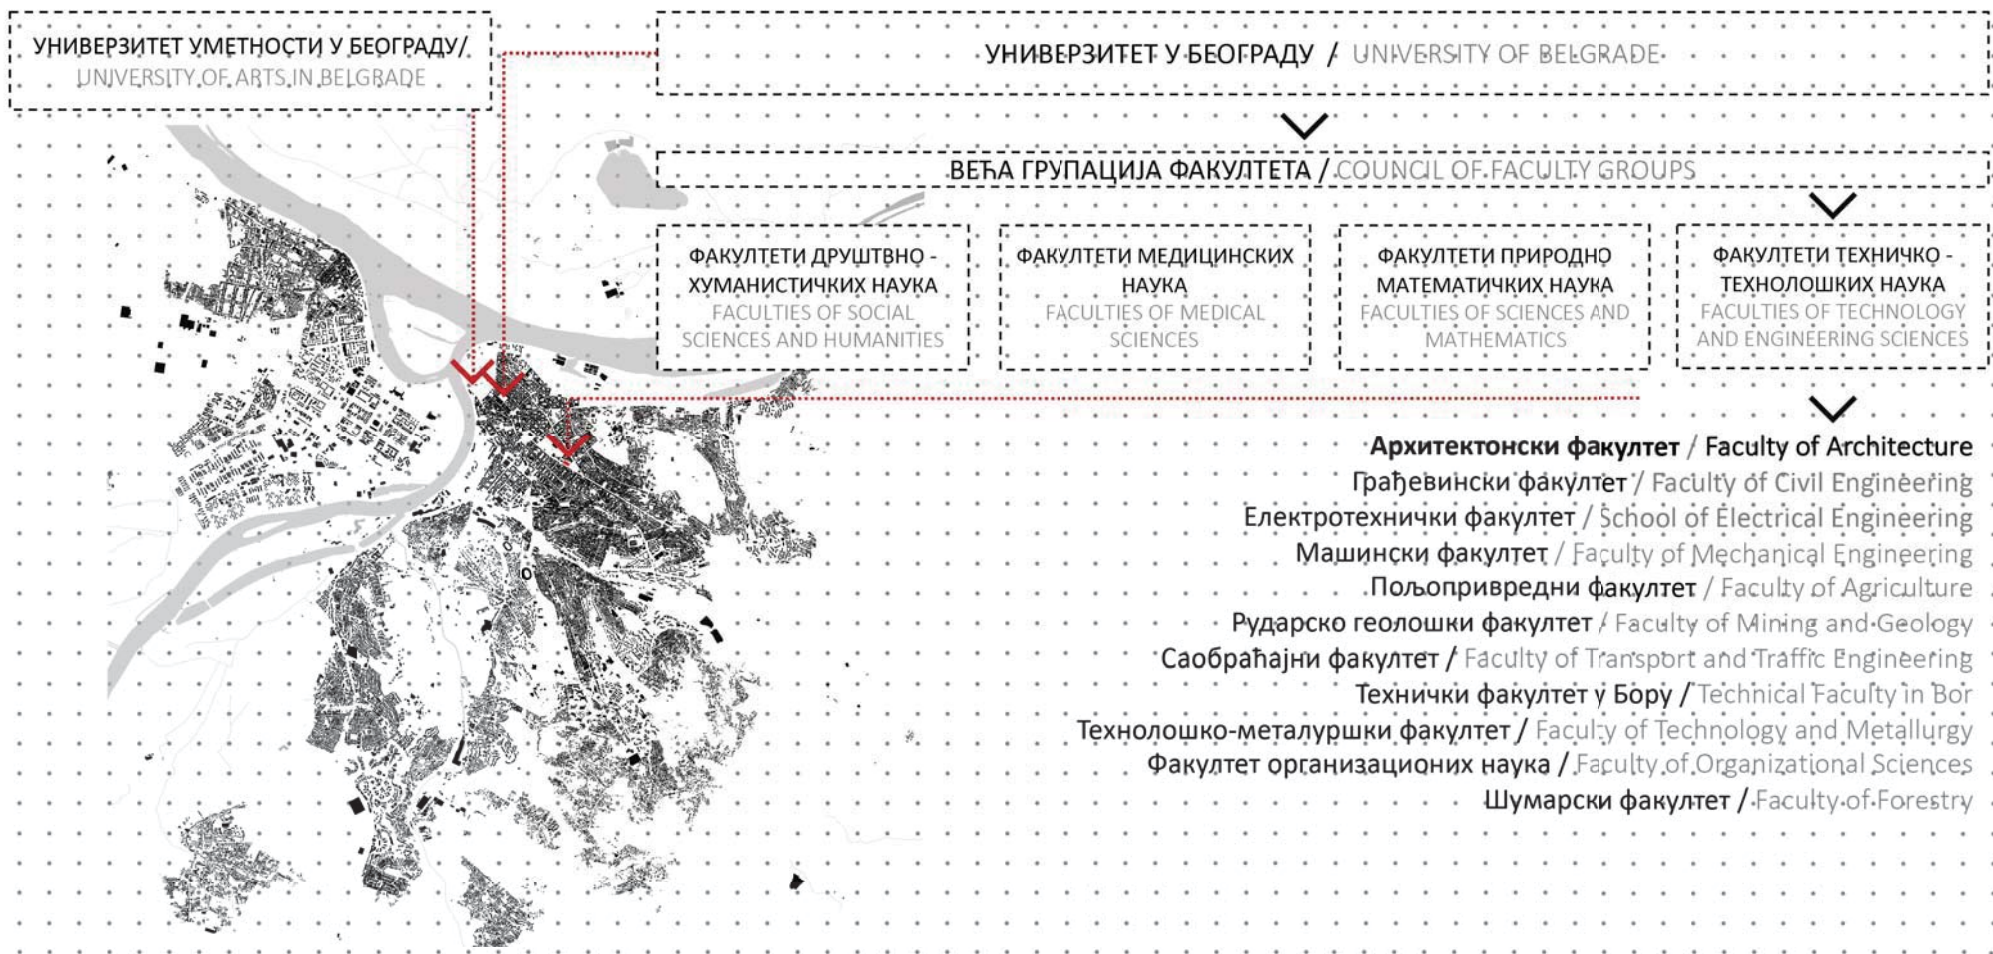 УНИВЕРЗИТЕТ УМЕТНОСТИ У БЕОГРАДУ/
UNIVERSITY OF ARTS IN BELGRADE
УНИВЕРЗИТЕТ У БЕОГРАДУ / UNIVERSITY OF BELGRADE
ВЕЋА ГРУПАЦИЈА ФАКУЛТЕТА / COUNCIL OF FACULTY GROUPS
ФАКУЛТЕТИ ДРУШТВНО -
ХУМАНИСТИЧКИХ НАУКА
FACULTIES OF SOCIAL
SCIENCES AND HUMANITIES
ФАКУЛТЕТИ МЕДИЦИНСКИХ
НАУКА
FACULTIES OF MEDICAL
SCIENCES
ФАКУЛТЕТИ ПРИРОДНО
МАТЕМАТИЧКИХ НАУКА
FACULTIES OF SCIENCES AND
MATHEMATICS
ФАКУЛТЕТИ ТЕХНИЧКО -
ТЕХНОЛОШКИХ НАУКА
FACULTIES OF TECHNOLOGY
AND ENGINEERING SCIENCES
Архитектонски факултет / Faculty of Architecture
Грађевински факултет / Faculty of Civil Engineering
Електротехнички факултет / School of Electrical Engineering
Машински факултет / Faculty of Mechanical Engineering
Пољопривредни факултет / Faculty of Agriculture
Рударско геолошки факултет / Faculty of Mining and Geology
Саобраћајни факултет / Faculty of Transport and Traffic Engineering
Технички факултет у Бору / Technical Faculty in Bor
Технолошко-металуршки факултет / Faculty of Technology and Metallurgy
Факултет организационих наука / Faculty of Organizational Sciences
Шумарски факултет / Faculty of Forestry